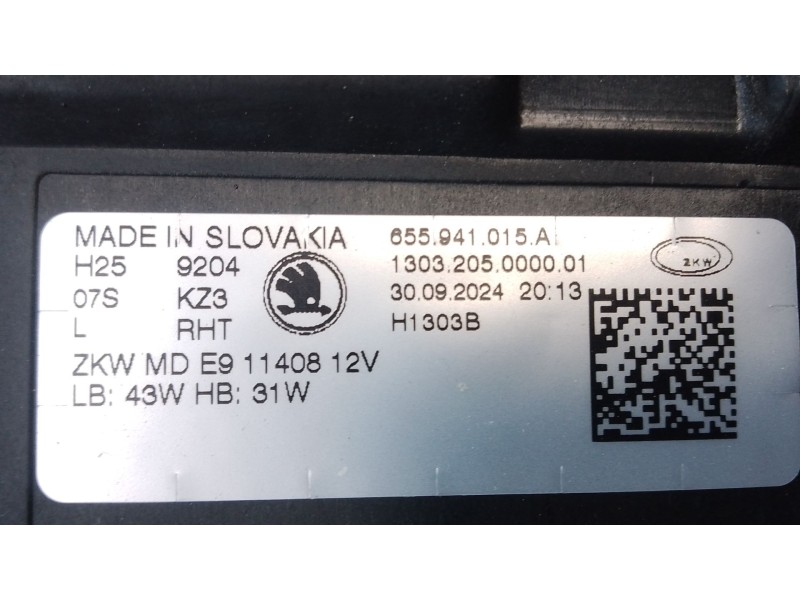 MADE IN SLOVAKIA 655.941.015.A
H25 9204 1303.205.0000.01 ZKW
07S KZ3 30.09.2024 20:13
L RHT H1303B
ZKW MD E9 11408 12V
LB: 43W HB: 31W